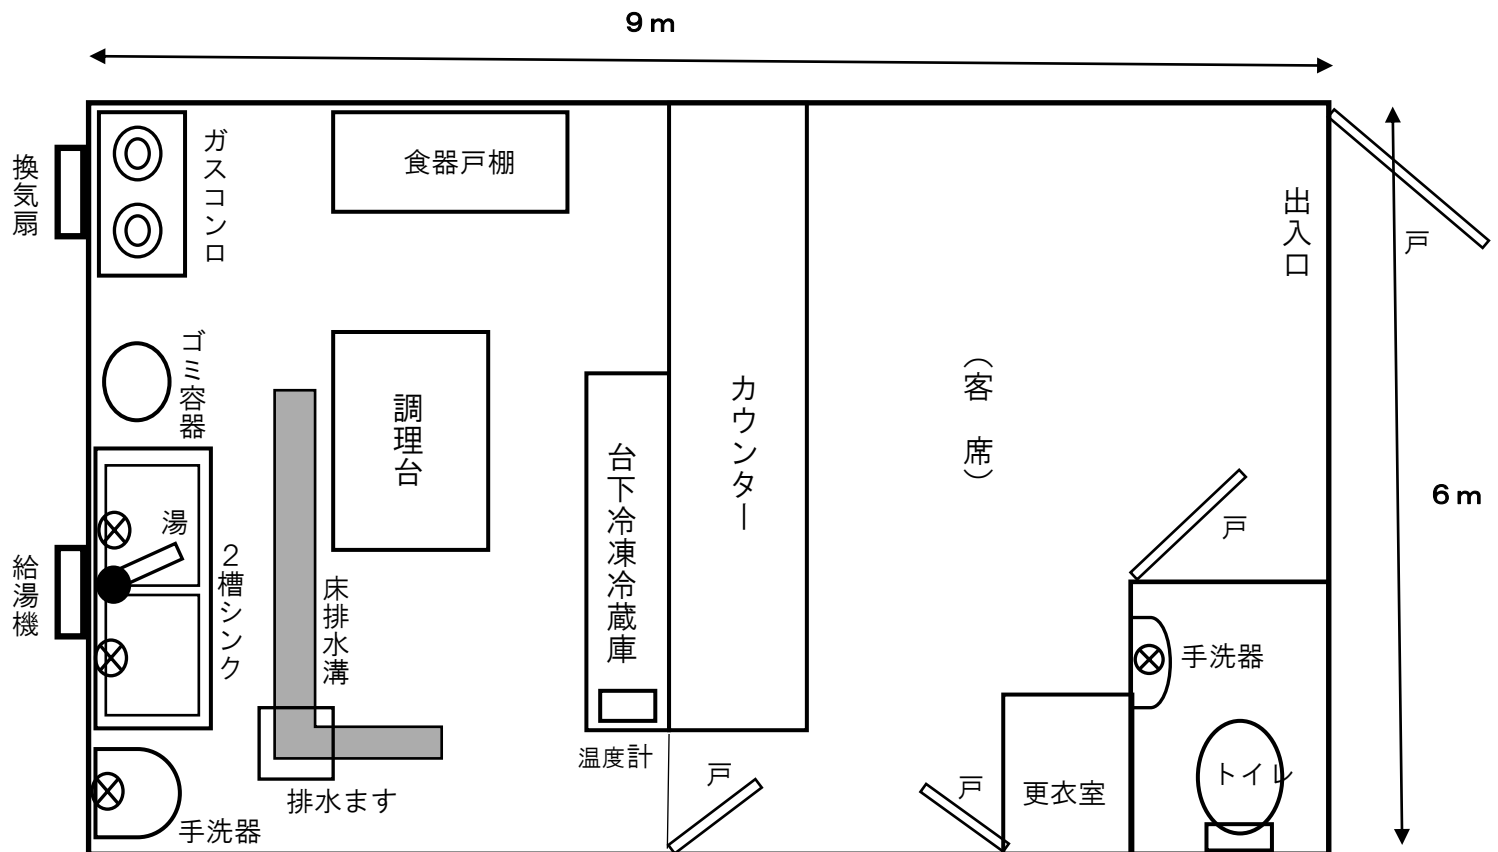 9m
換気扇
ガスコンロ
食器戸棚
出入口
戸
ゴミ容器
調理台
カウンター
（客　席）
台下冷凍冷蔵庫
6m
戸
湯
2槽シンク
給湯機
床排水溝
手洗器
温度計
戸
戸
更衣室
トイレ
排水ます
手洗器